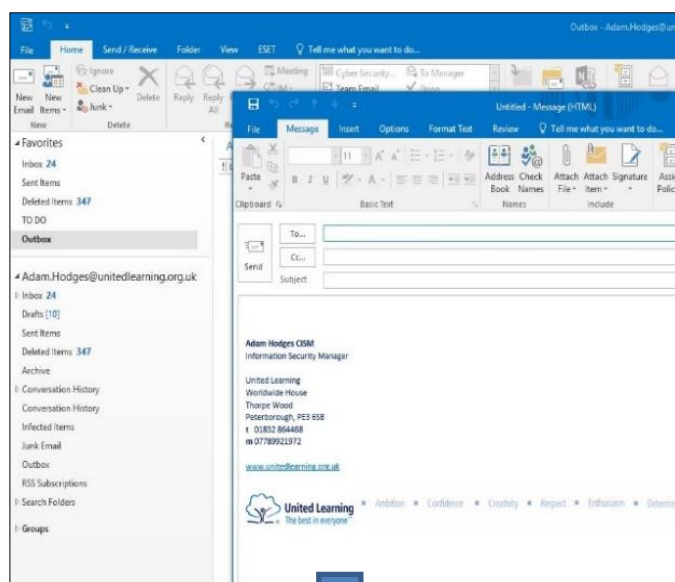 Outbox - Adam.Hodges@un
File Home Send / Receive Folder View ESET Tell me what you want to do...
New Email
New Items
Ignore
Clean Up
Junk
Delete
Reply
Reply All
Meeting
IM
Cyber Security...
Team Email
To Manager
Done
New Delete
Untitled - Message (HTML)
File Message Insert Options Format Text Review Tell me what you want to do...
Paste
11
B I U
Address Book
Check Names
Attach File
Attach Item
Signature
Clipboard Basic Text Names Include
Favorites
Inbox 24
Sent Items
Deleted Items 347
TO DO
Outbox
Adam.Hodges@unitedlearning.org.uk
Inbox 24
Drafts [10]
Sent Items
Deleted Items 347
Archive
Conversation History
Conversation History
Infected Items
Junk Email
Outbox
RSS Subscriptions
Search Folders
Groups
Send
To...
Cc...
Subject
Adam Hodges CISM
Information Security Manager
United Learning
Worldwide House
Thorpe Wood
Peterborough, PE3 6SB
t 01832 864468
m 07789921972
www.unitedlearning.org.uk
United Learning
The best in everyone
Ambition ▪ Confidence ▪ Creativity ▪ Respect ▪ Enthusiasm ▪ Determin